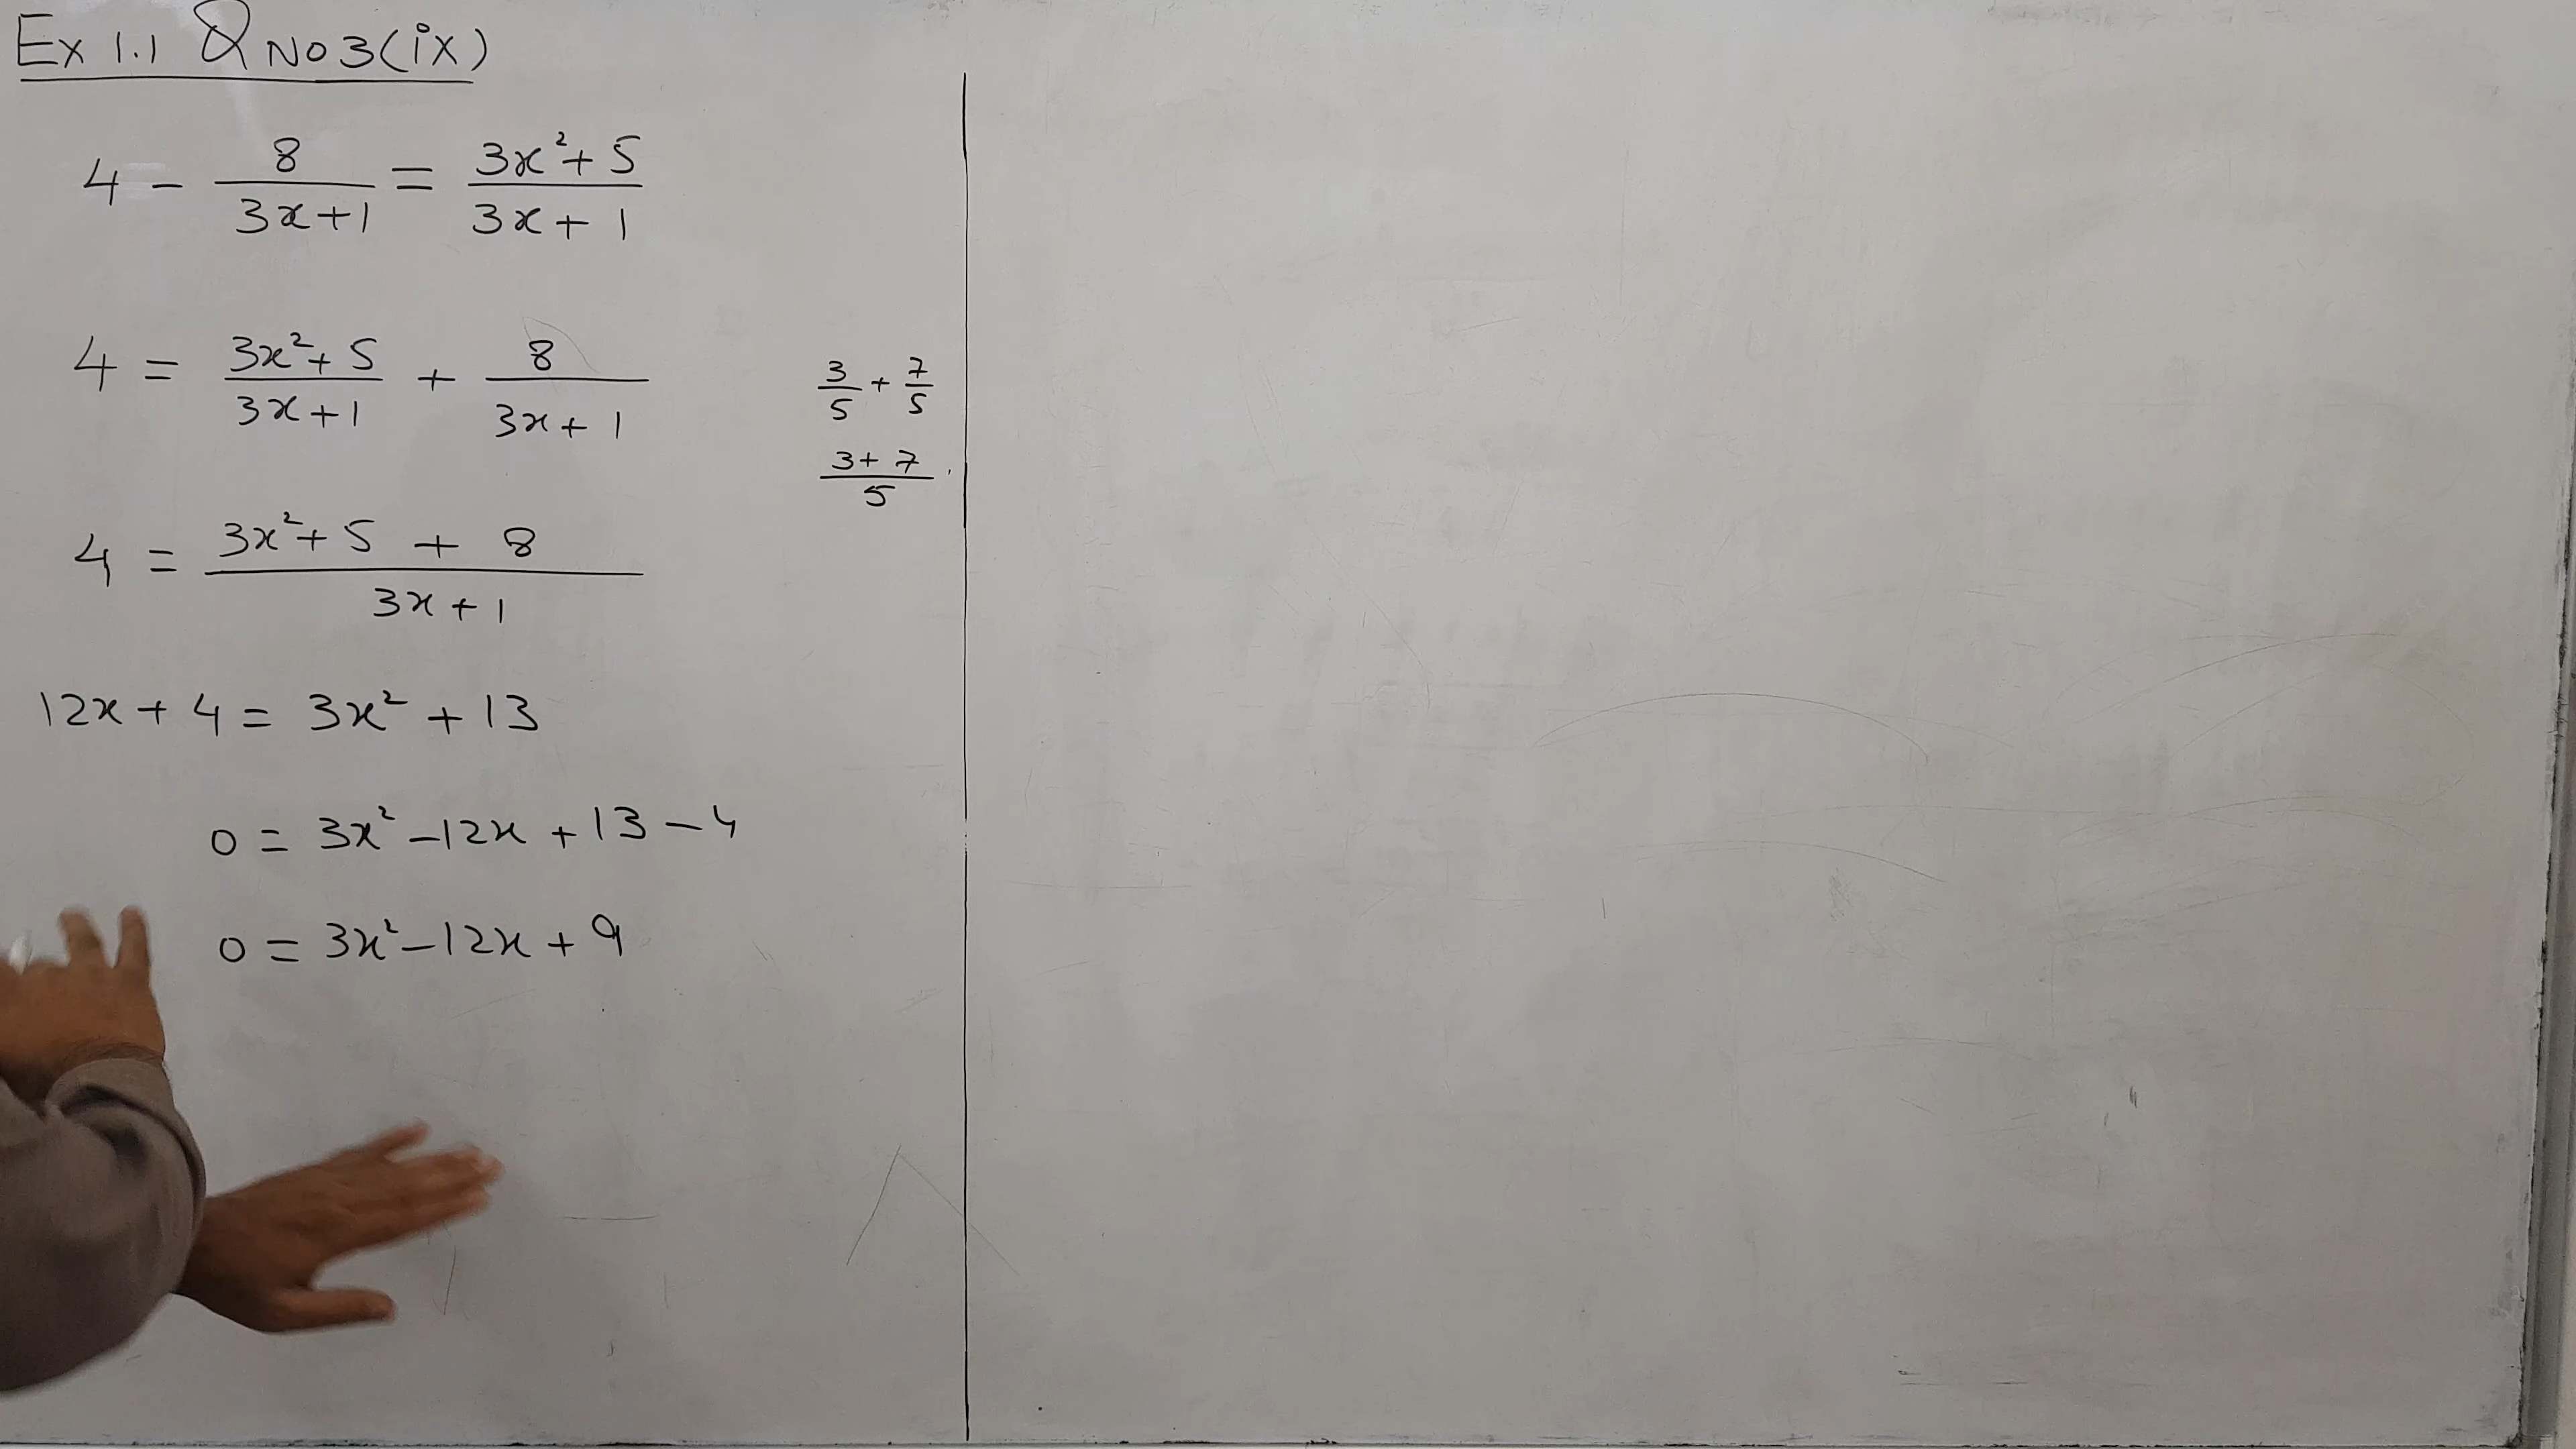 Ex 1.1 Q No 3(ix)
4 - 8/(3x+1) = (3x²+5)/(3x+1)
4 = (3x²+5)/(3x+1) + 8/(3x+1)
3/5 + 7/5
(3+7)/5
4 = (3x²+5 + 8)/(3x+1)
12x + 4 = 3x² + 13
0 = 3x² - 12x + 13 - 4
0 = 3x² - 12x + 9